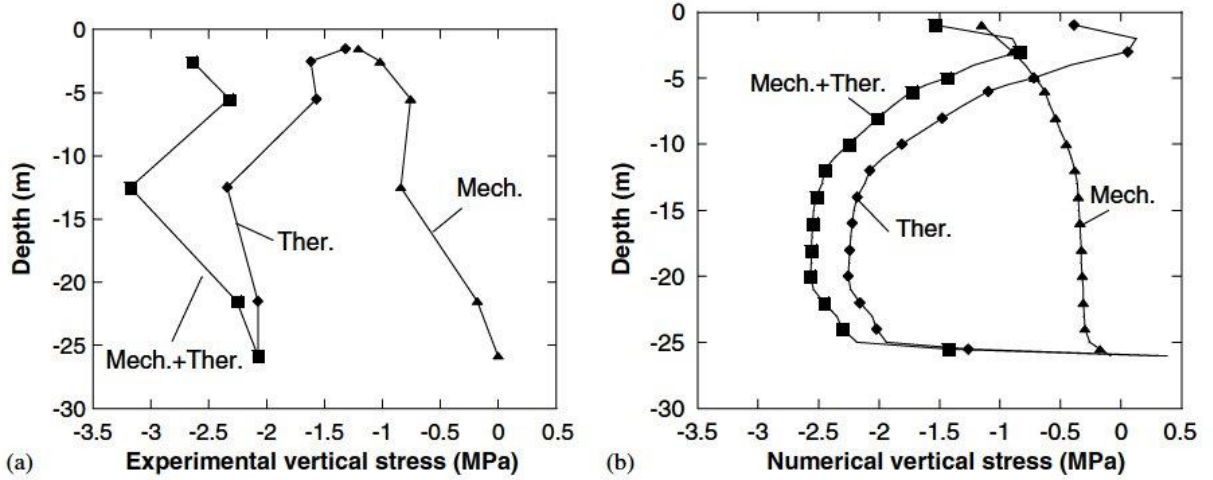 0
-5
-10
-15
-20
-25
-30
Depth (m)
Mech.
Ther.
Mech.+Ther.
-3.5 -3 -2.5 -2 -1.5 -1 -0.5 0 0.5
(a) Experimental vertical stress (MPa)
0
-5
-10
-15
-20
-25
-30
Depth (m)
Mech.+Ther.
Mech.
Ther.
-3.5 -3 -2.5 -2 -1.5 -1 -0.5 0 0.5
(b) Numerical vertical stress (MPa)